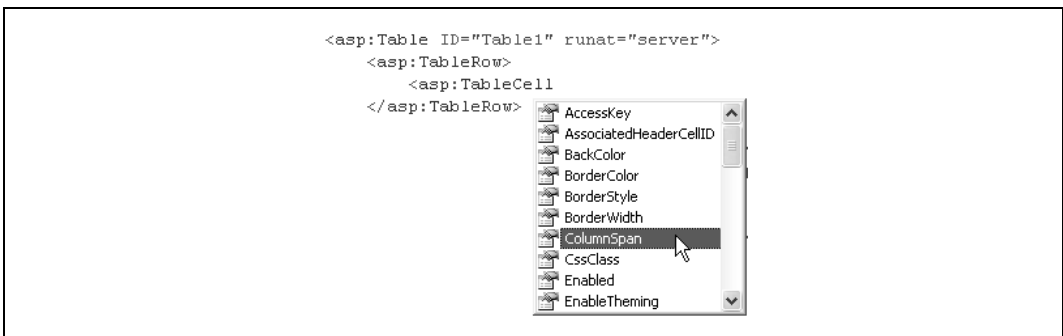 <asp:Table ID="Table1" runat="server">
<asp:TableRow>
<asp:TableCell
</asp:TableRow>
AccessKey
AssociatedHeaderCellID
BackColor
BorderColor
BorderStyle
BorderWidth
ColumnSpan
CssClass
Enabled
EnableTheming